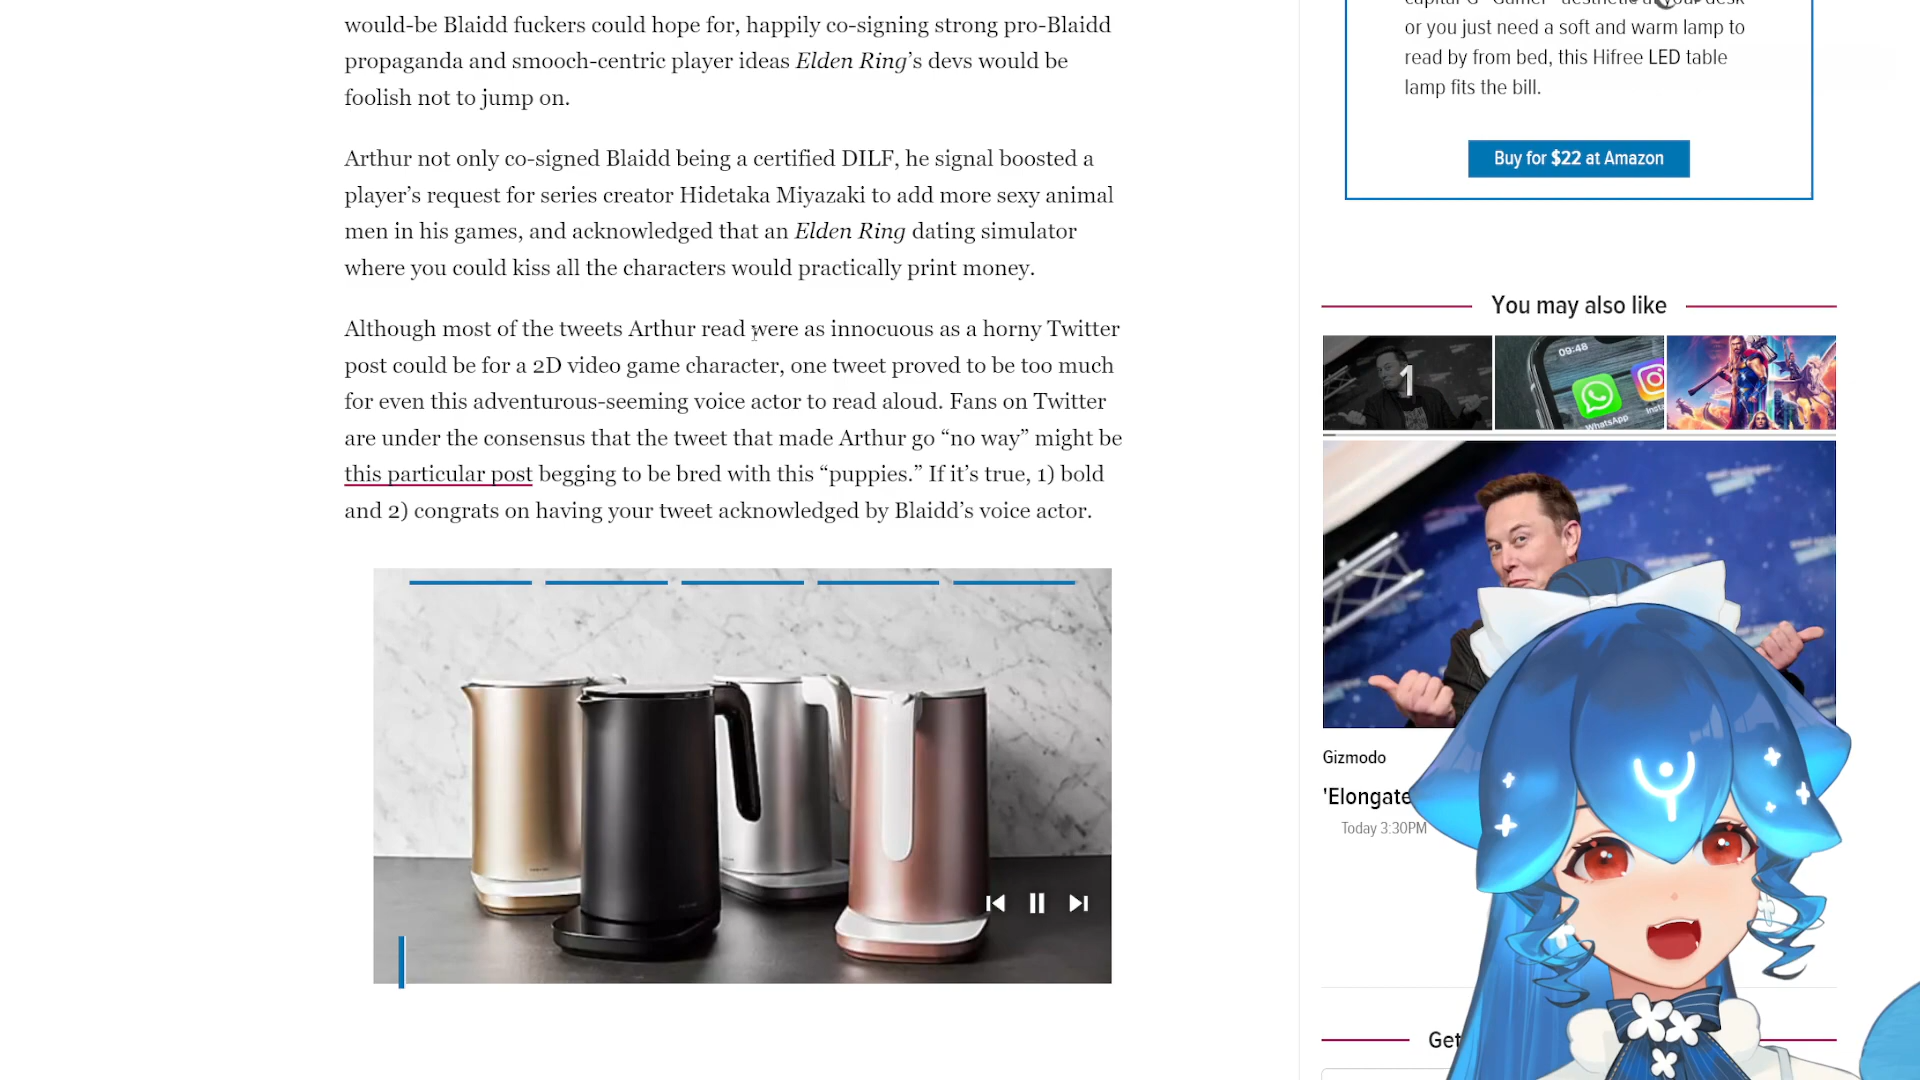 would-be Blaidd fuckers could hope for, happily co-signing strong pro-Blaidd
propaganda and smooch-centric player ideas Elden Ring’s devs would be
foolish not to jump on.
Arthur not only co-signed Blaidd being a certified DILF, he signal boosted a
player’s request for series creator Hidetaka Miyazaki to add more sexy animal
men in his games, and acknowledged that an Elden Ring dating simulator
where you could kiss all the characters would practically print money.
Although most of the tweets Arthur read were as innocuous as a horny Twitter
post could be for a 2D video game character, one tweet proved to be too much
for even this adventurous-seeming voice actor to read aloud. Fans on Twitter
are under the consensus that the tweet that made Arthur go “no way” might be
this particular post begging to be bred with this “puppies.” If it’s true, 1) bold
and 2) congrats on having your tweet acknowledged by Blaidd’s voice actor.
or you just need a soft and warm lamp to
read by from bed, this Hifree LED table
lamp fits the bill.
Buy for $22 at Amazon
You may also like
1
09:48
WhatsApp
Gizmodo
'Elongate
Today 3:30PM
Get